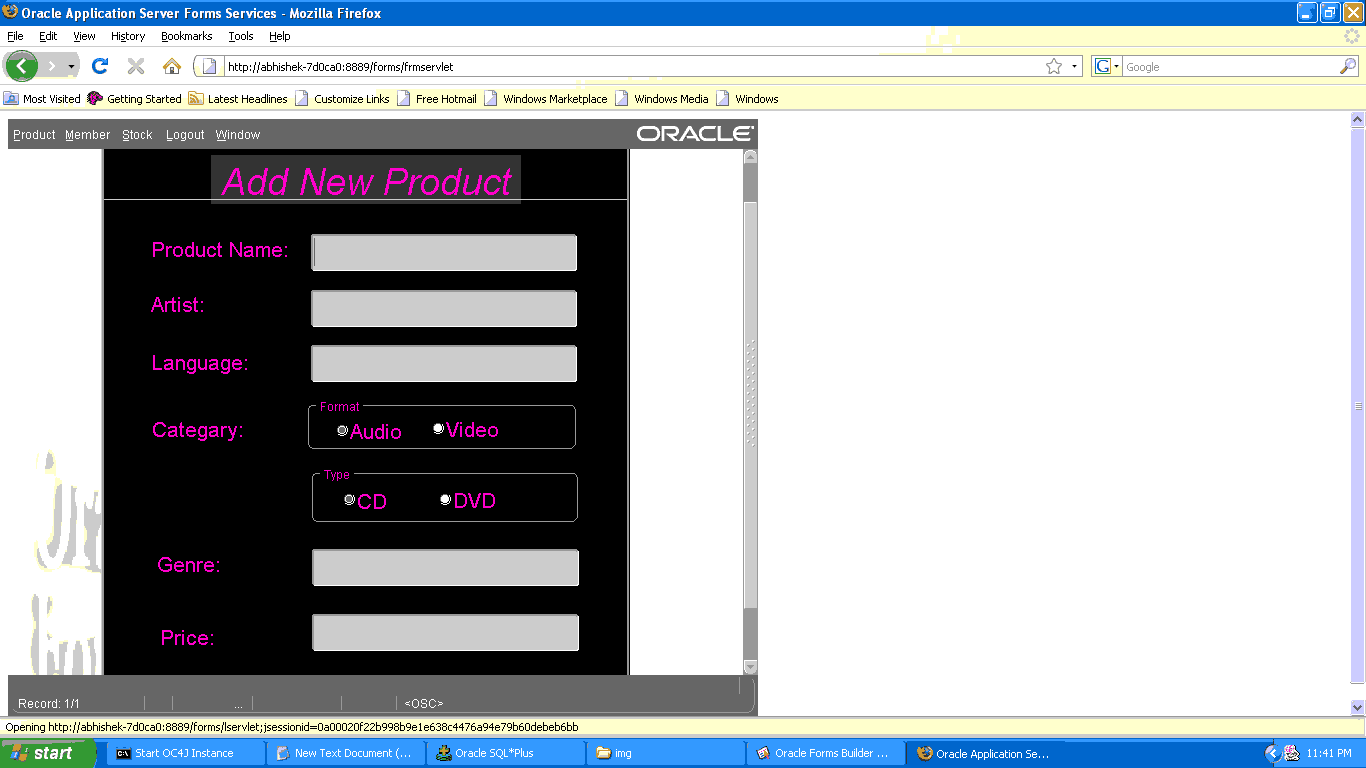 Oracle Application Server Forms Services - Mozilla Firefox
File Edit View History Bookmarks Tools Help
http://abhishek-7d0ca0:8889/forms/frmservlet
G Google
Most Visited Getting Started Latest Headlines Customize Links Free Hotmail Windows Marketplace Windows Media Windows
Product Member Stock Logout Window ORACLE
Add New Product
Product Name:
Artist:
Language:
Format
Categary: Audio Video
Type
CD DVD
Genre:
Price:
Record: 1/1 ... <OSC>
Opening http://abhishek-7d0ca0:8889/forms/lservlet;jsessionid=0a00020f22b998b9e1e638c4476a94e79b60debeb6bb
start Start OC4J Instance New Text Document (... Oracle SQL*Plus img Oracle Forms Builder ... Oracle Application Se... 11:41 PM